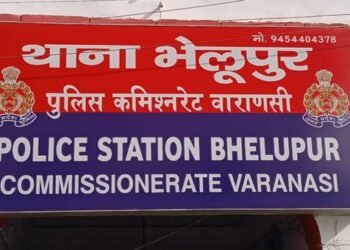 मो. 9454404378
थाना भेलूपुर
पुलिस कमिश्नरेट वाराणसी
POLICE STATION BHELUPUR
COMMISSIONERATE VARANASI